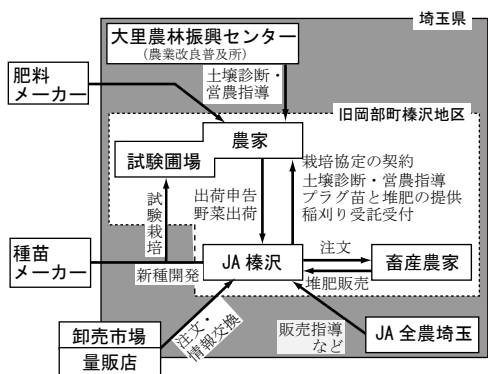 埼玉県
大里農林振興センター
(農業改良普及所)
肥料
メーカー
土壌診断・
営農指導
旧岡部町榛沢地区
農家
試験圃場
栽培協定の契約
土壌診断・営農指導
プラグ苗と堆肥の提供
稲刈り受託受付
試験栽培
出荷申告
野菜出荷
種苗
メーカー
新種開発
JA榛沢
注文
堆肥販売
畜産農家
卸売市場
量販店
注文・
情報交換
販売指導
など
JA全農埼玉